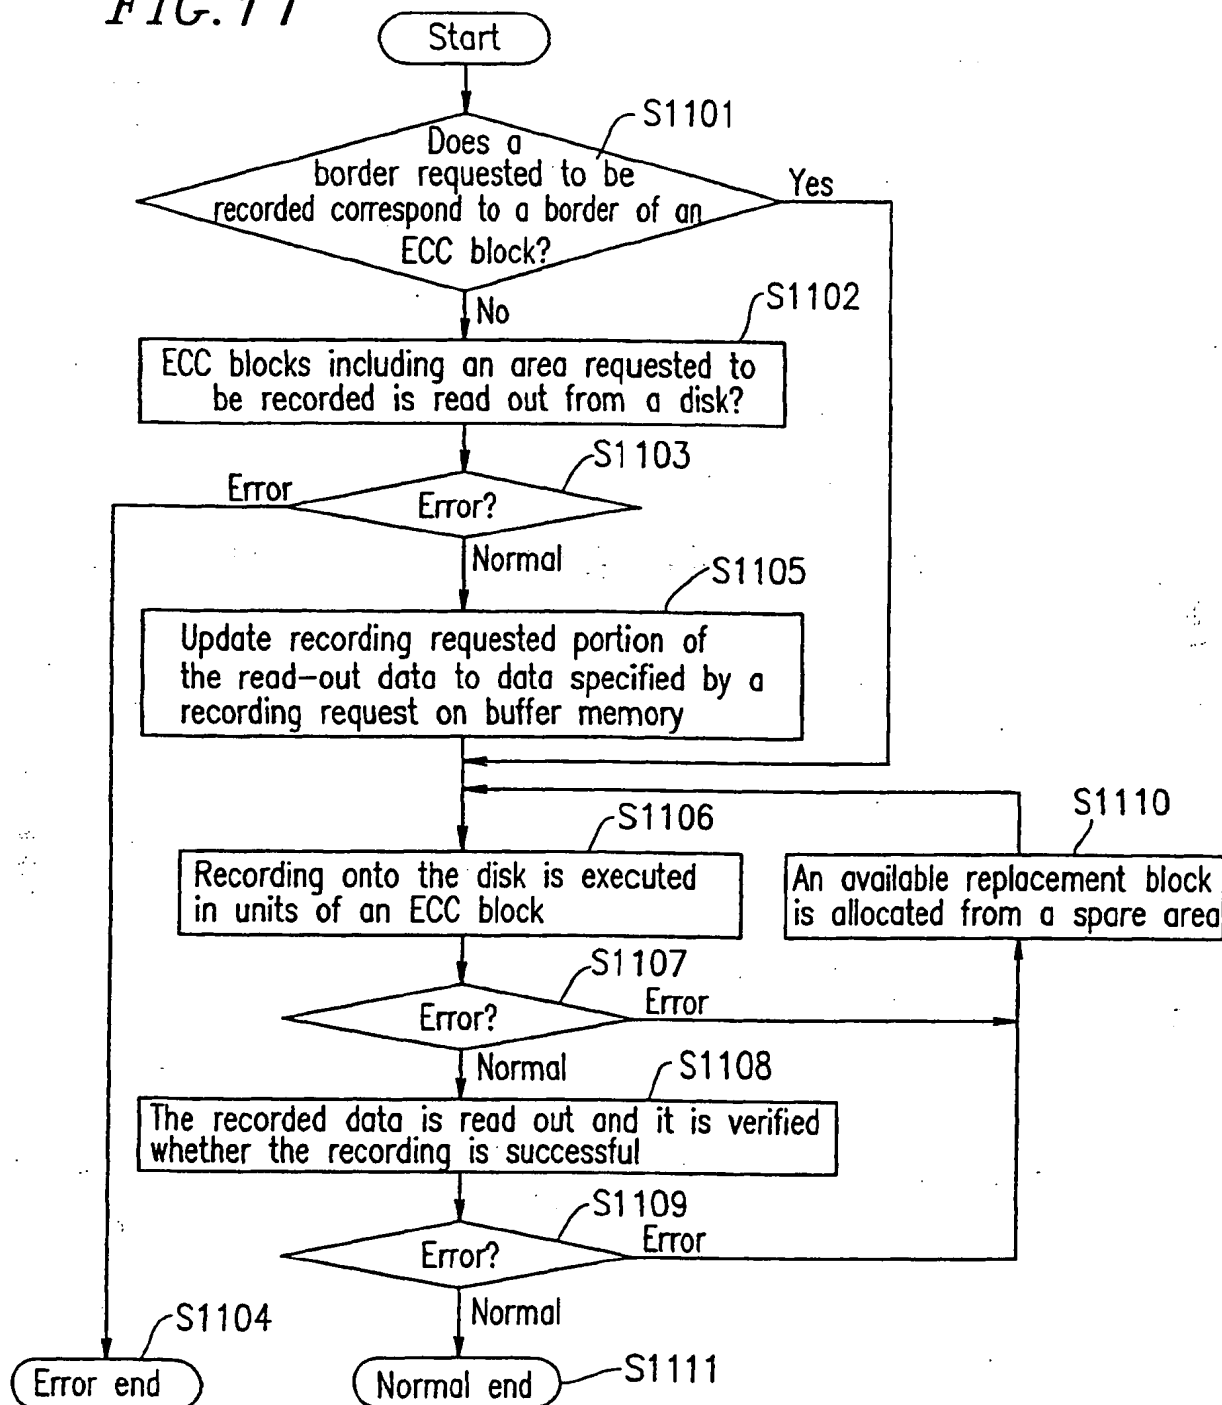 FIG. 11
Start
S1101
Does a
border requested to be
recorded correspond to a border of an
ECC block?
Yes
No
S1102
ECC blocks including an area requested to
be recorded is read out from a disk?
S1103
Error
Error?
Normal
S1105
Update recording requested portion of
the read-out data to data specified by a
recording request on buffer memory
S1106
S1110
Recording onto the disk is executed
in units of an ECC block
An available replacement block
is allocated from a spare area
S1107
Error?
Error
Normal
S1108
The recorded data is read out and it is verified
whether the recording is successful
S1109
Error?
Error
Normal
S1104
Error end
S1111
Normal end